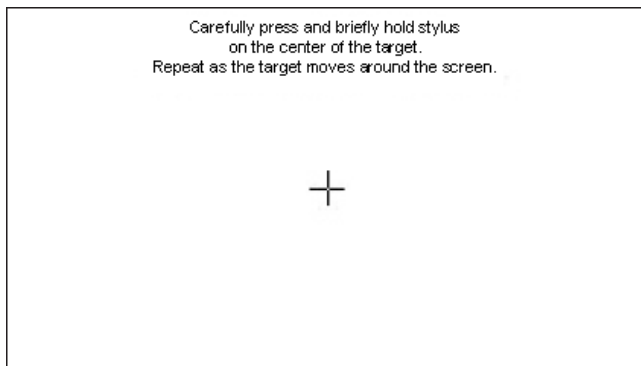 Carefully press and briefly hold stylus
on the center of the target.
Repeat as the target moves around the screen.